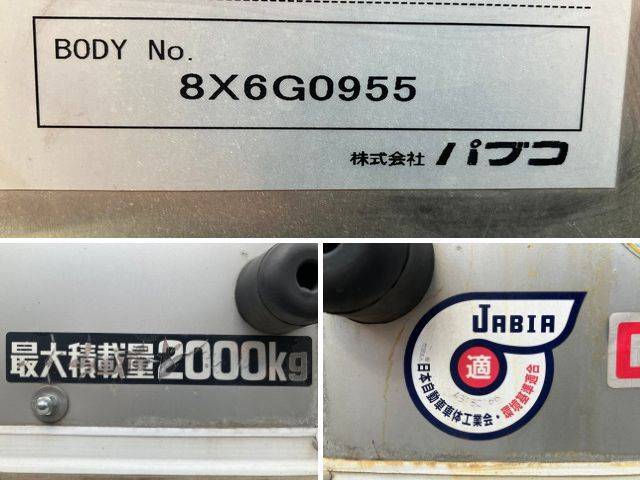 BODY No.
8X6G0955
株式会社 パブコ
最大積載量2000kg
JABIA
適
日本自動車車体工業会・環境基準適合